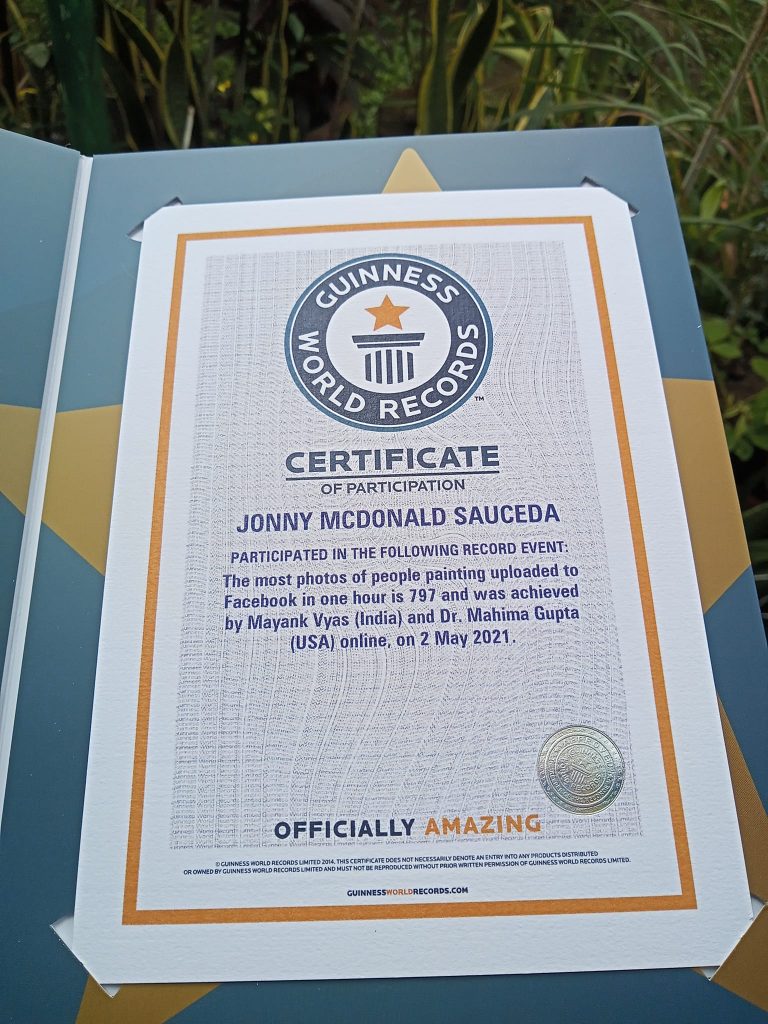 GUINNESS
WORLD RECORDS
™
CERTIFICATE
OF PARTICIPATION
JONNY MCDONALD SAUCEDA
PARTICIPATED IN THE FOLLOWING RECORD EVENT:
The most photos of people painting uploaded to
Facebook in one hour is 797 and was achieved
by Mayank Vyas (India) and Dr. Mahima Gupta
(USA) online, on 2 May 2021.
OFFICIALLY AMAZING
© GUINNESS WORLD RECORDS LIMITED 2014. THIS CERTIFICATE DOES NOT NECESSARILY DENOTE AN ENTRY INTO ANY PRODUCTS DISTRIBUTED
OR OWNED BY GUINNESS WORLD RECORDS LIMITED AND MUST NOT BE REPRODUCED WITHOUT PRIOR WRITTEN PERMISSION OF GUINNESS WORLD RECORDS LIMITED.
GUINNESSWORLDRECORDS.COM